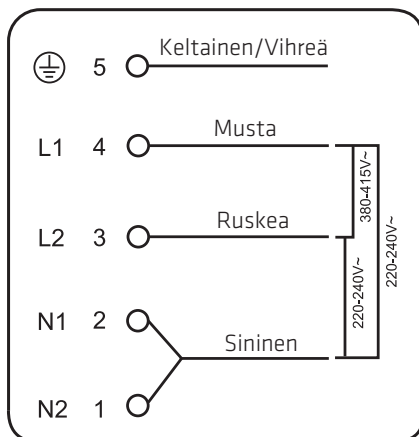 5 Keltainen/Vihreä
L1 4 Musta
L2 3 Ruskea
N1 2
Sininen
N2 1
380-415V~
220-240V~
220-240V~